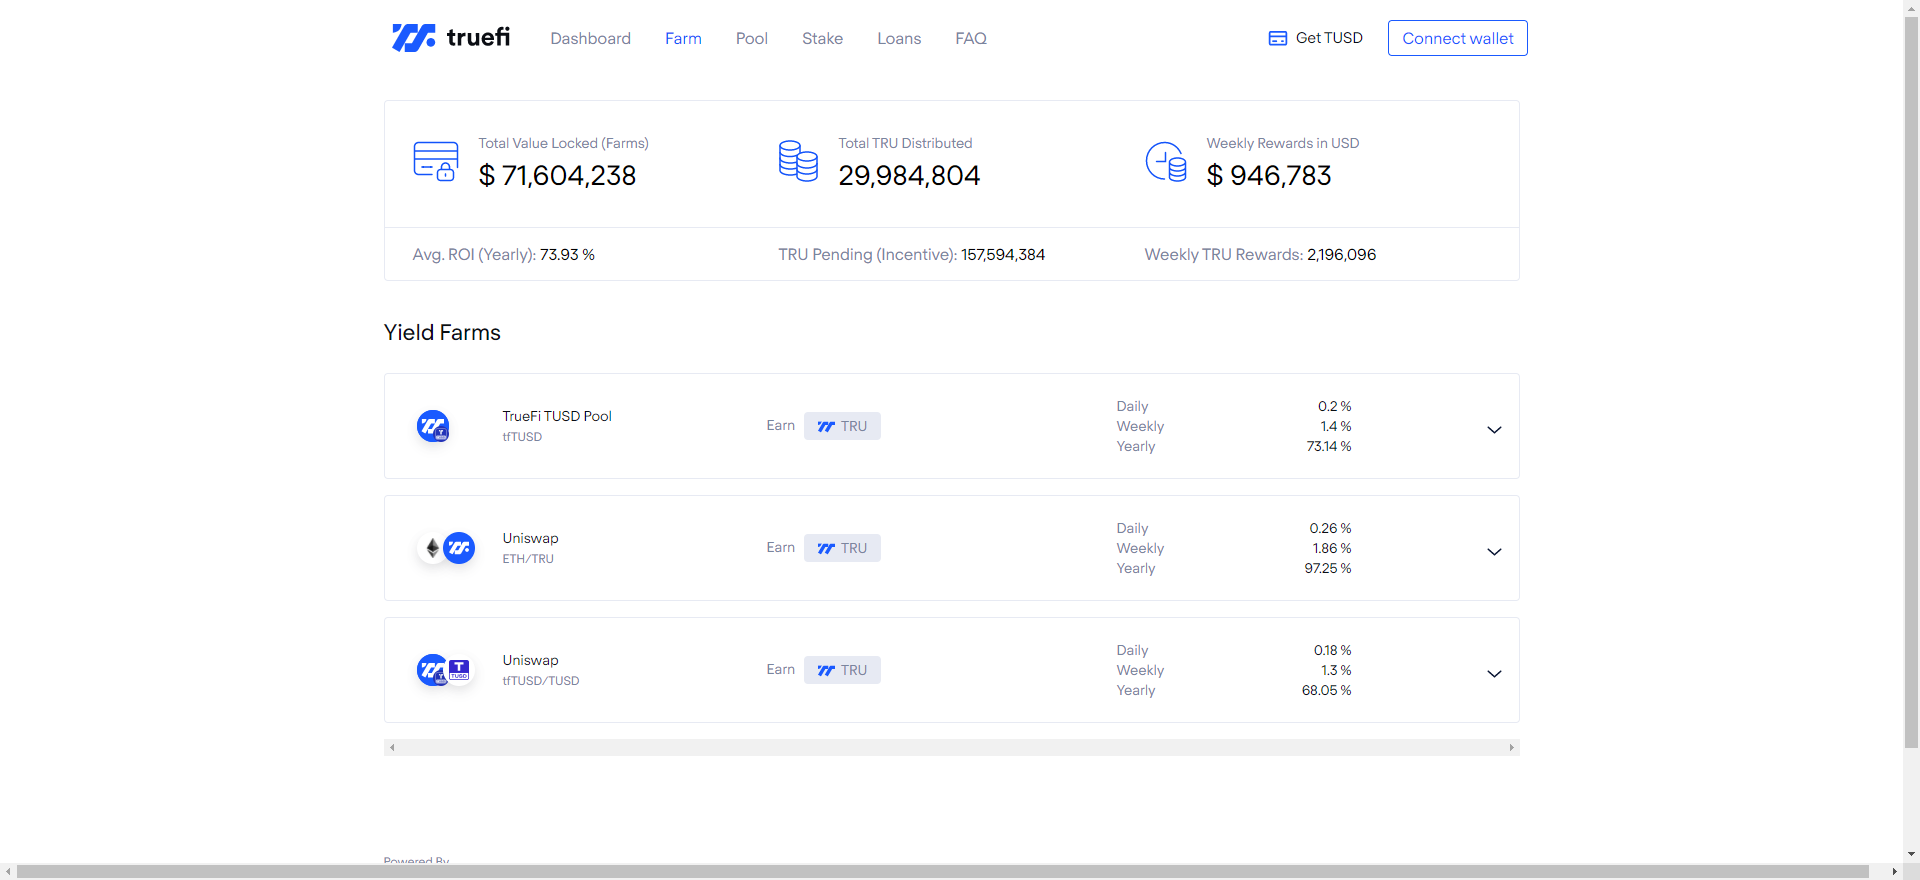 truefi Dashboard Farm Pool Stake Loans FAQ Get TUSD Connect wallet
Total Value Locked (Farms) Total TRU Distributed Weekly Rewards in USD
$ 71,604,238 29,984,804 $ 946,783
Avg. ROI (Yearly): 73.93 % TRU Pending (Incentive): 157,594,384 Weekly TRU Rewards: 2,196,096
Yield Farms
TrueFi TUSD Pool
tfTUSD
Earn TRU
Daily 0.2 %
Weekly 1.4 %
Yearly 73.14 %
Uniswap
ETH/TRU
Earn TRU
Daily 0.26 %
Weekly 1.86 %
Yearly 97.25 %
Uniswap
tfTUSD/TUSD
T
TUSD
Earn TRU
Daily 0.18 %
Weekly 1.3 %
Yearly 68.05 %
Powered By